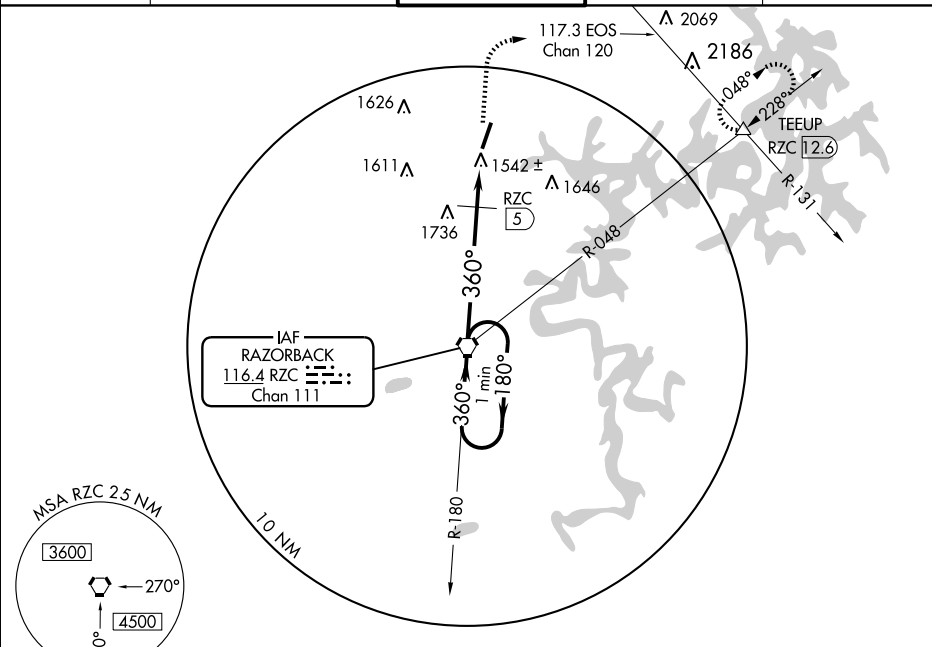 117.3 EOS
Chan 120
2069
2186
1626
048°
228°
TEEUP
RZC 12.6
1611
1542 ±
1646
RZC
5
R-131
1736
R-048
360°
IAF
RAZORBACK
116.4 RZC
Chan 111
360°
1 min
180°
R-180
10 NM
MSA RZC 25 NM
3600
270°
4500
0°